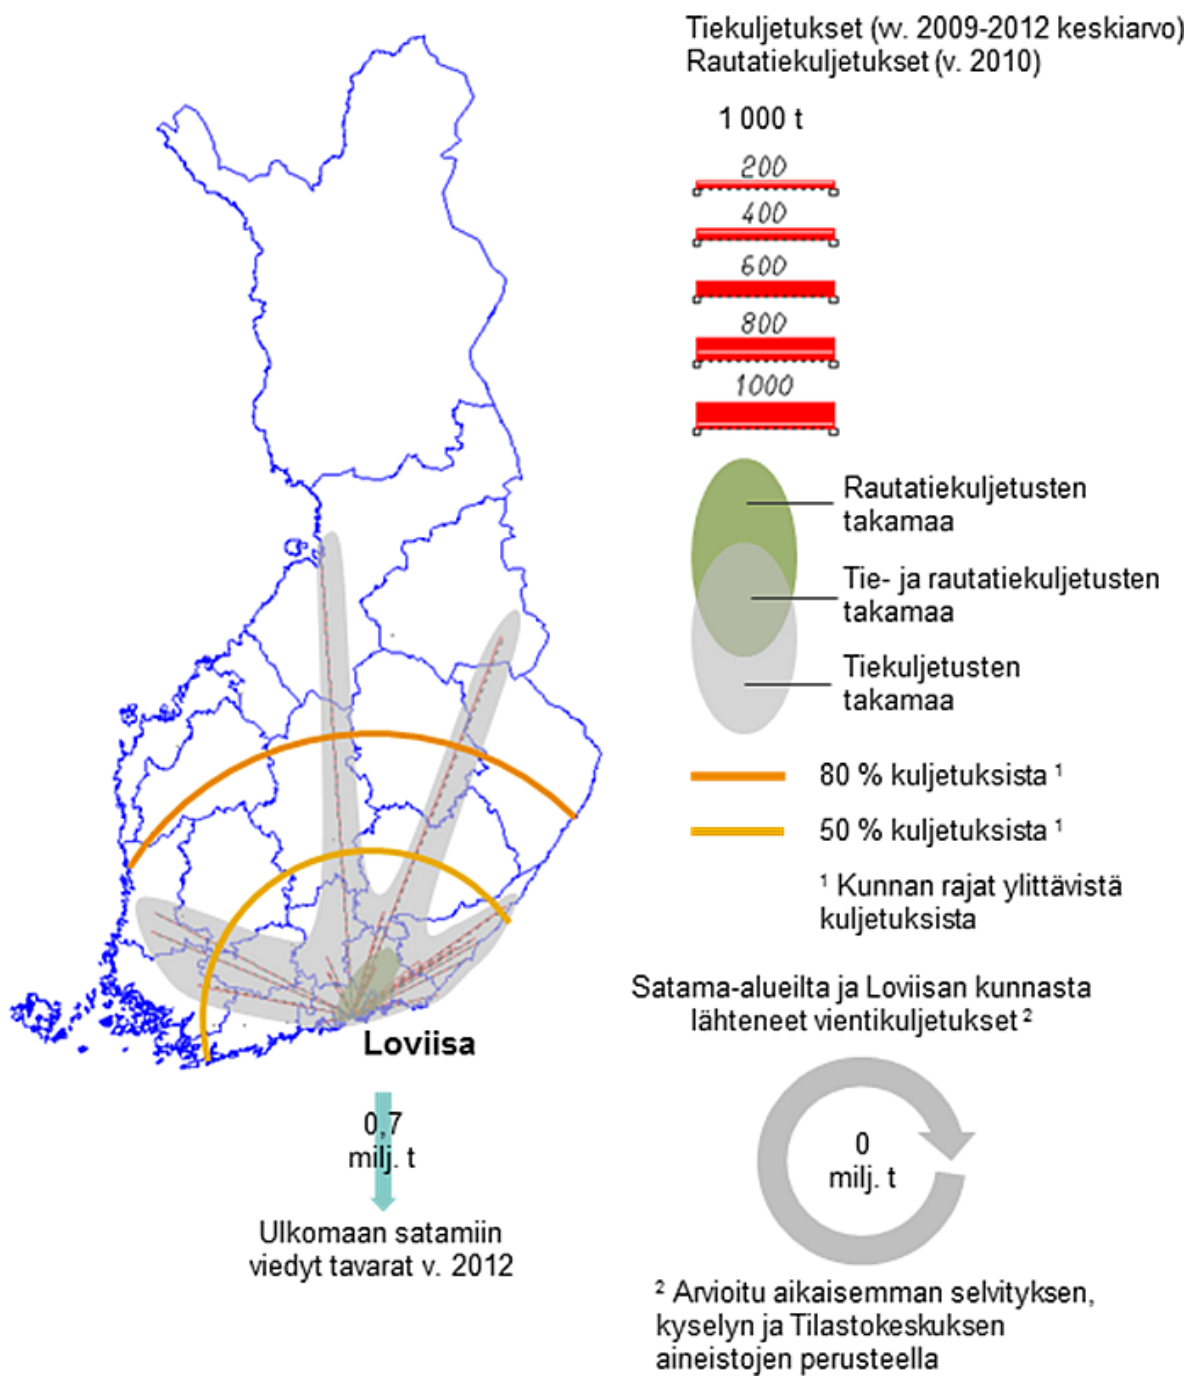 Tiekuljetukset (vv. 2009-2012 keskiarvo)
Rautatiekuljetukset (v. 2010)
1 000 t
200
400
600
800
1000
Rautatiekuljetusten
takamaa
Tie- ja rautatiekuljetusten
takamaa
Tiekuljetusten
takamaa
80 % kuljetuksista ¹
50 % kuljetuksista ¹
¹ Kunnan rajat ylittävistä
kuljetuksista
Satama-alueilta ja Loviisan kunnasta
lähteneet vientikuljetukset ²
0
milj. t
² Arvioitu aikaisemman selvityksen,
kyselyn ja Tilastokeskuksen
aineistojen perusteella
Loviisa
0,7
milj. t
Ulkomaan satamiin
viedyt tavarat v. 2012